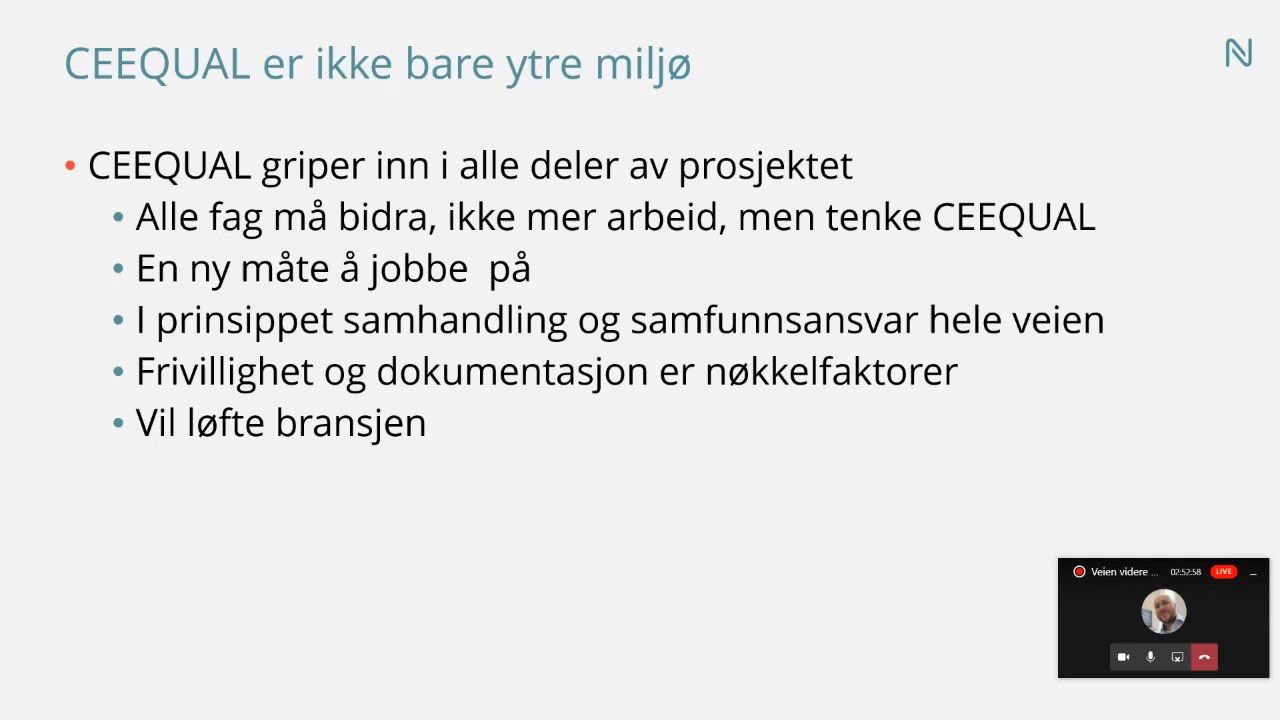 CEEQUAL er ikke bare ytre miljø
• CEEQUAL griper inn i alle deler av prosjektet
• Alle fag må bidra, ikke mer arbeid, men tenke CEEQUAL
• En ny måte å jobbe  på
• I prinsippet samhandling og samfunnsansvar hele veien
• Frivillighet og dokumentasjon er nøkkelfaktorer
• Vil løfte bransjen
Veien videre ... 02:52:58 LIVE